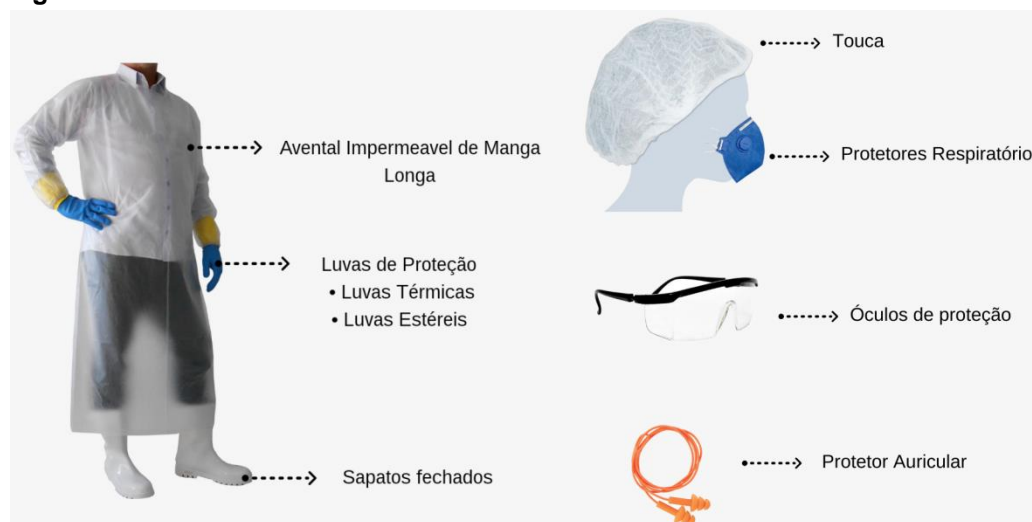 Avental Impermeavel de Manga
Longa
Luvas de Proteção
• Luvas Térmicas
• Luvas Estéreis
Sapatos fechados
Touca
Protetores Respiratório
Óculos de proteção
Protetor Auricular